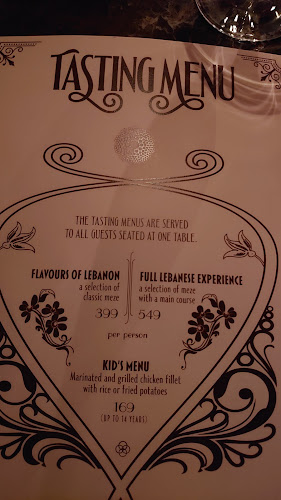 TASTING MENU
THE TASTING MENUS ARE SERVED
TO ALL GUESTS SEATED AT ONE TABLE.
FLAVOURS OF LEBANON
a selection of
classic meze
399
FULL LEBANESE EXPERIENCE
a selection of meze
with a main course
549
per person
KID'S MENU
Marinated and grilled chicken fillet
with rice or fried potatoes
169
(UP TO 14 YEARS)